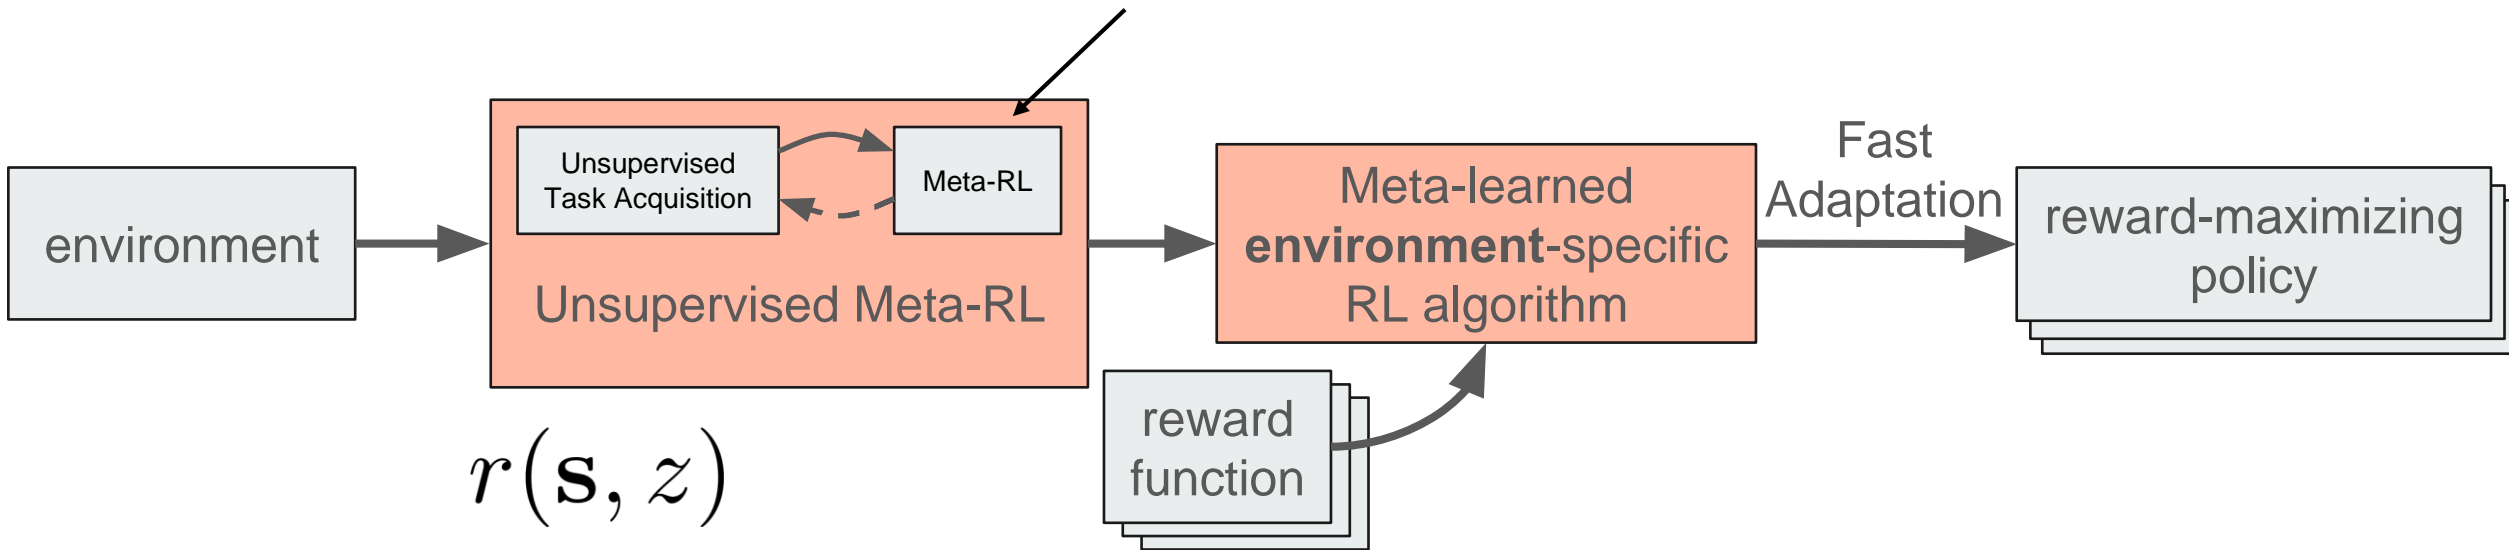 environment
Unsupervised
Task Acquisition
Meta-RL
Unsupervised Meta-RL
r(s, z)
Meta-learned
environment-specific
RL algorithm
reward
function
Fast
Adaptation
reward-maximizing
policy